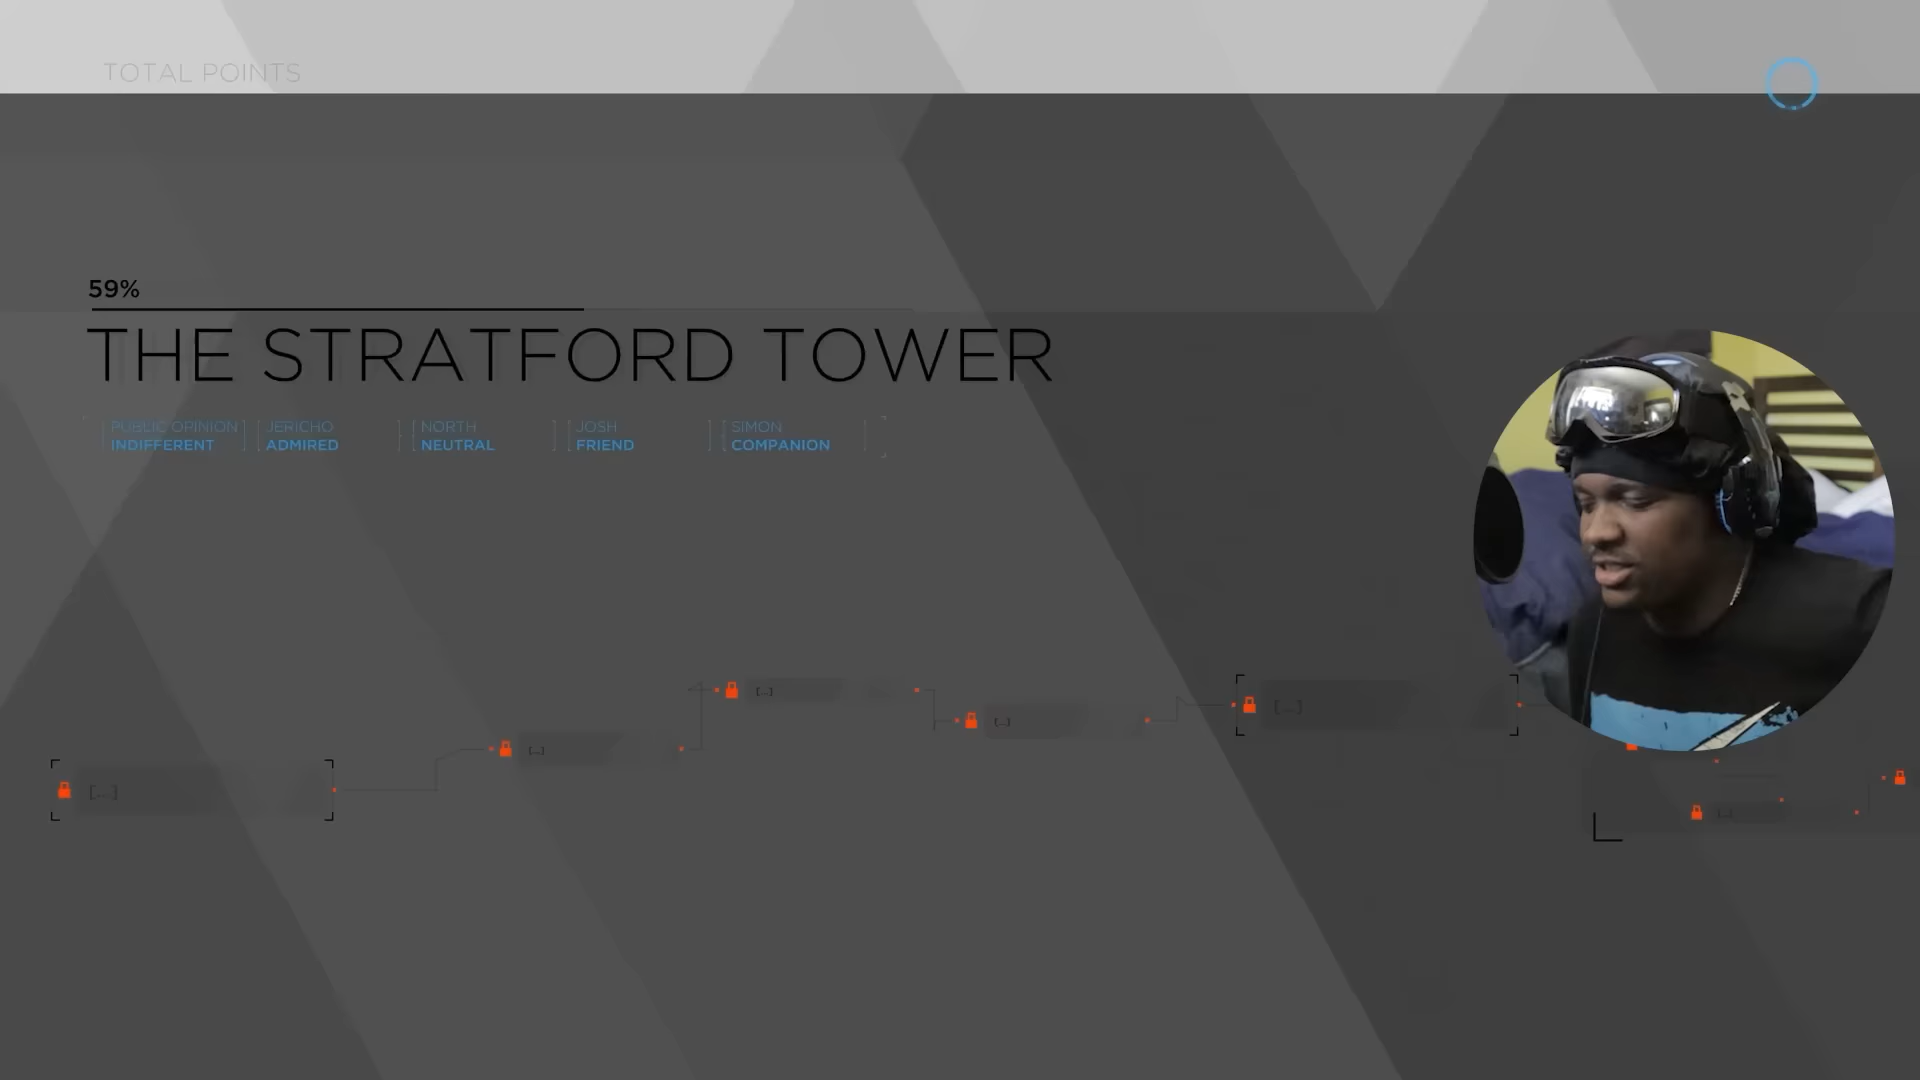 TOTAL POINTS
59%
THE STRATFORD TOWER
PUBLIC OPINION JERICHO NORTH JOSH SIMON
INDIFFERENT ADMIRED NEUTRAL FRIEND COMPANION
[...] [...]
[...] [...]
[...]